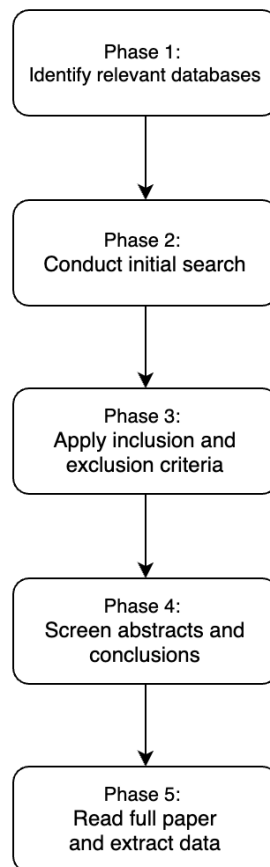 Phase 1:
Identify relevant databases
Phase 2:
Conduct initial search
Phase 3:
Apply inclusion and
exclusion criteria
Phase 4:
Screen abstracts and
conclusions
Phase 5:
Read full paper
and extract data